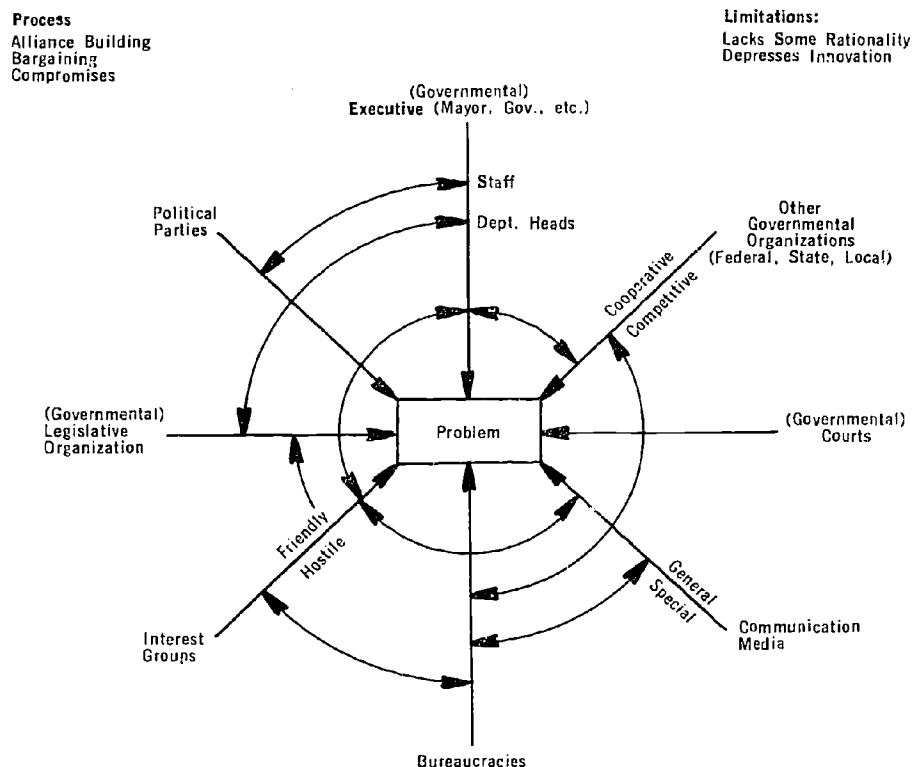 Process
Alliance Building
Bargaining
Compromises
Limitations:
Lacks Some Rationality
Depresses Innovation
(Governmental)
Executive (Mayor, Gov., etc.)
Staff
Dept. Heads
Political
Parties
Other
Governmental
Organizations
(Federal, State, Local)
Cooperative
Competitive
(Governmental)
Legislative
Organization
Problem
(Governmental)
Courts
Friendly
Hostile
General
Special
Interest
Groups
Communication
Media
Bureaucracies